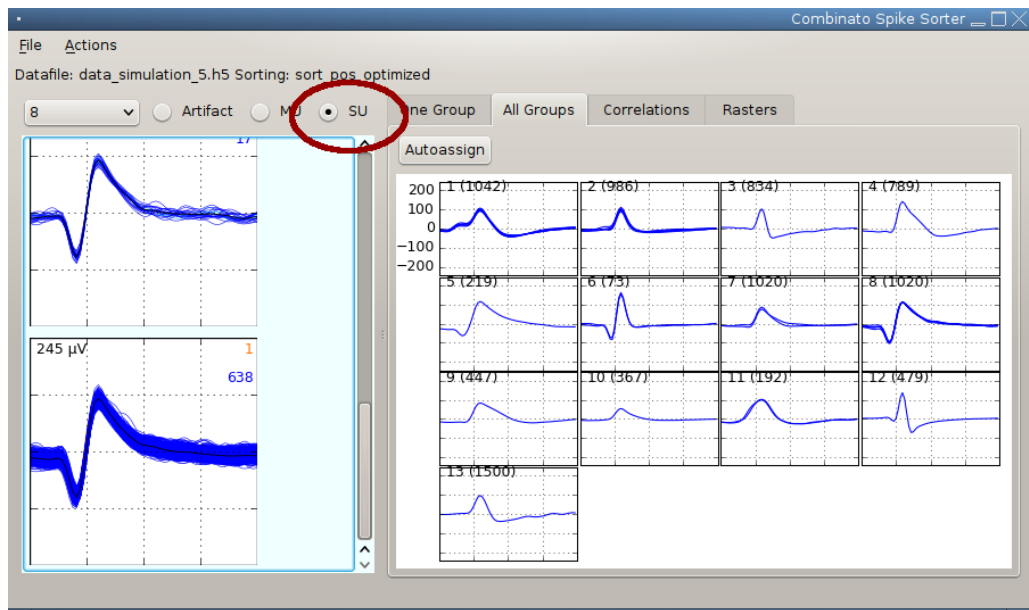 Combinato Spike Sorter
File Actions
Datafile: data_simulation_5.h5 Sorting: sort_pos_optimized
8 Artifact MU SU
One Group All Groups Correlations Rasters
Autoassign
17
245 µV 1
638
200
100
0
−100
−200
1 (1042) 2 (986) 3 (834) 4 (789)
5 (219) 6 (73) 7 (1020) 8 (1020)
9 (447) 10 (367) 11 (192) 12 (479)
13 (1500)